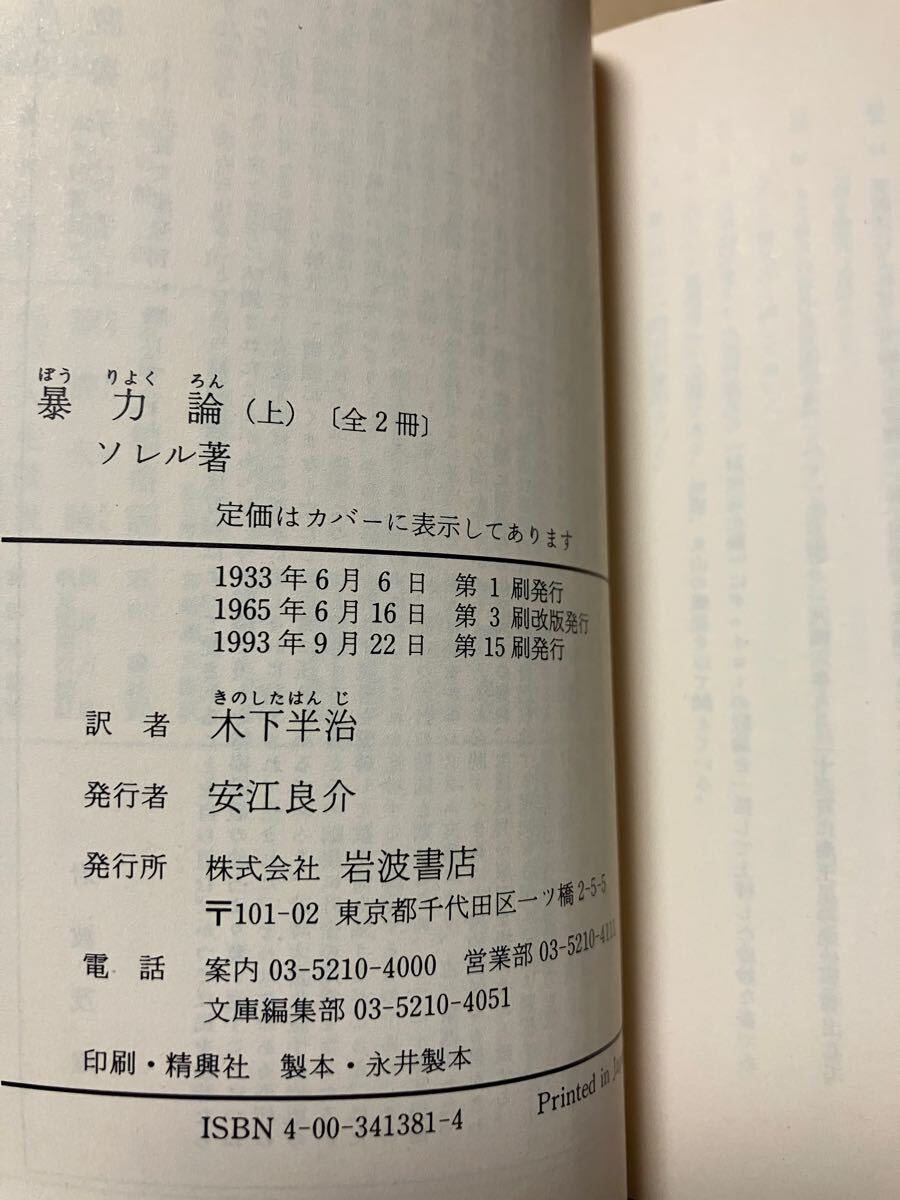 ぼう りよく ろん
暴力論（上）〔全2冊〕
ソレル著
定価はカバーに表示してあります
1933年6月6日 第1刷発行
1965年6月16日 第3刷改版発行
1993年9月22日 第15刷発行
きのしたはんじ
訳者 木下半治
発行者 安江良介
発行所 株式会社 岩波書店
〒101-02 東京都千代田区一ツ橋2-5-5
電話 案内03-5210-4000 営業部03-5210-4111
文庫編集部03-5210-4051
印刷・精興社 製本・永井製本
ISBN 4-00-341381-4
Printed in